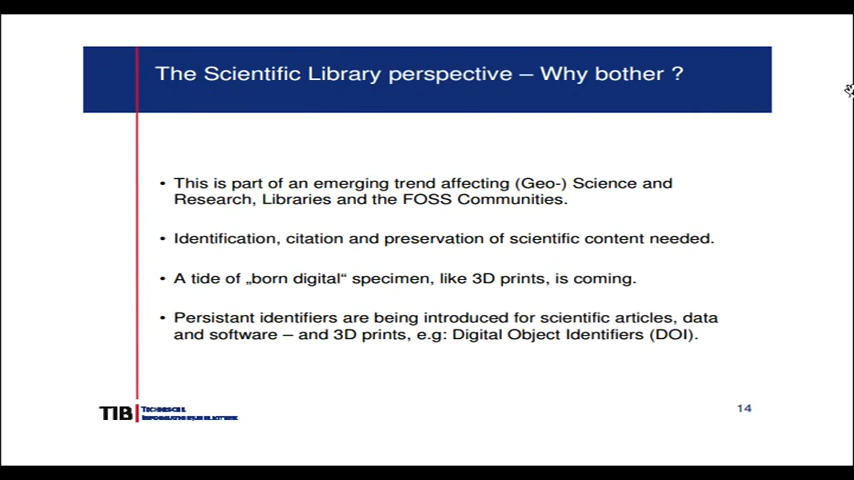 The Scientific Library perspective – Why bother ?
• This is part of an emerging trend affecting (Geo-) Science and
Research, Libraries and the FOSS Communities.
• Identification, citation and preservation of scientific content needed.
• A tide of „born digital“ specimen, like 3D prints, is coming.
• Persistant identifiers are being introduced for scientific articles, data
and software – and 3D prints, e.g: Digital Object Identifiers (DOI).
TIB
14